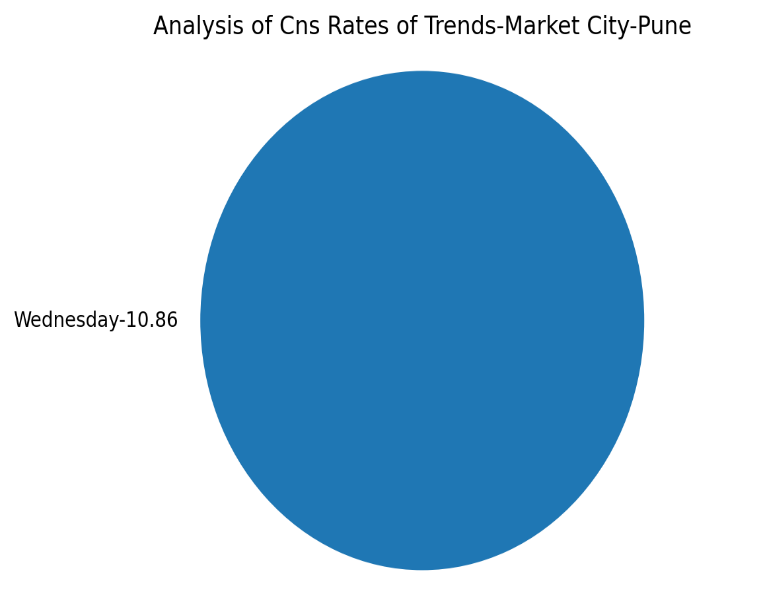 Analysis of Cns Rates of Trends-Market City-Pune
Wednesday-10.86